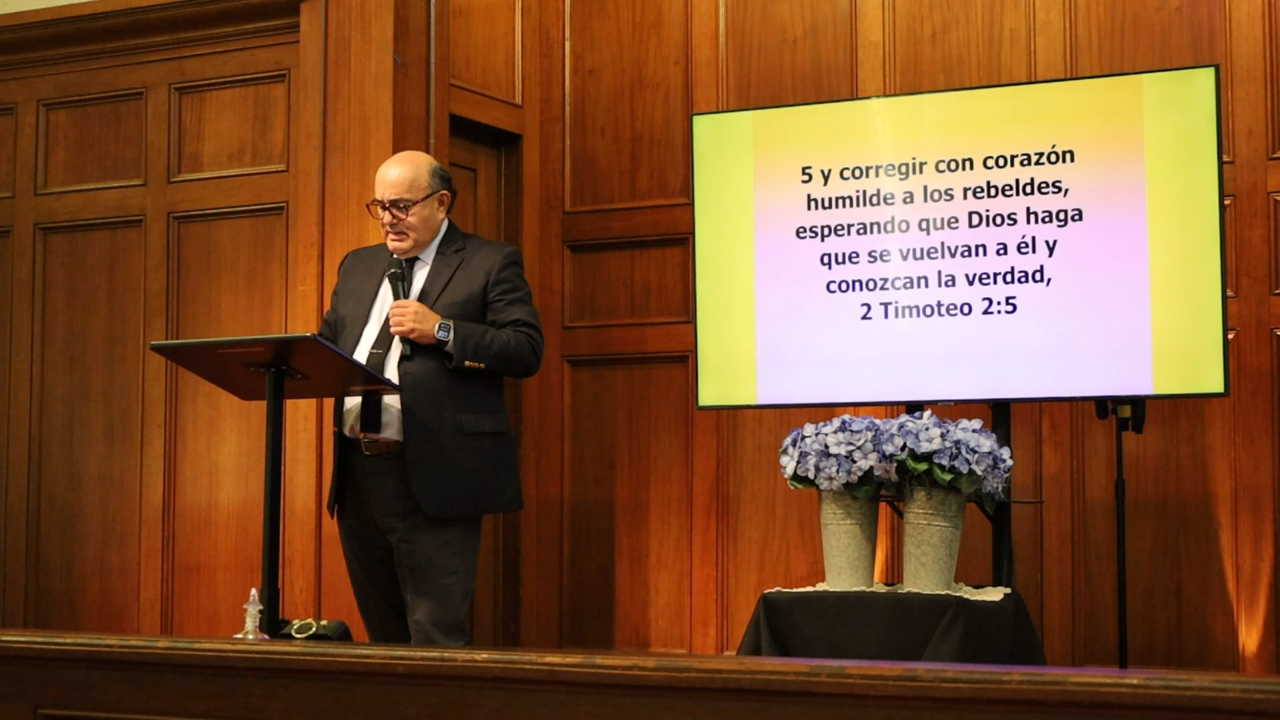 5 y corregir con corazón
humilde a los rebeldes,
esperando que Dios haga
que se vuelvan a él y
conozcan la verdad,
2 Timoteo 2:5